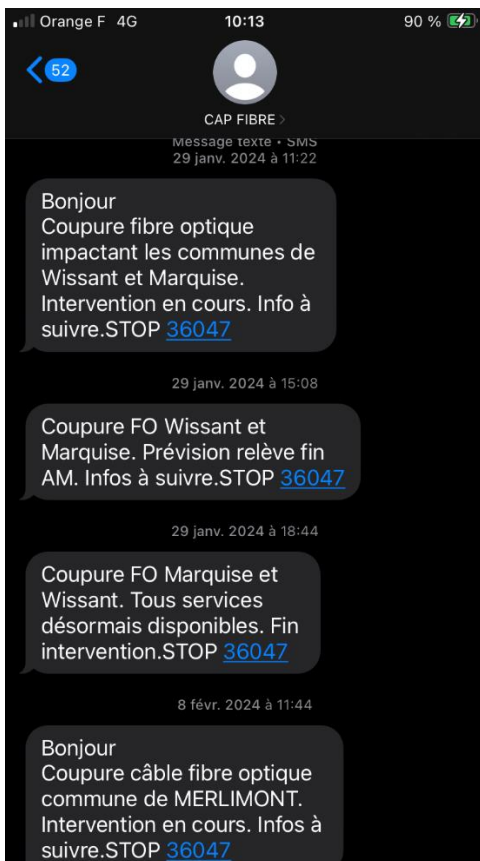 Orange F 4G
10:13
90 %
52
CAP FIBRE
Message texte • SMS
29 janv. 2024 à 11:22
Bonjour
Coupure fibre optique
impactant les communes de
Wissant et Marquise.
Intervention en cours. Info à
suivre.STOP 36047
29 janv. 2024 à 15:08
Coupure FO Wissant et
Marquise. Prévision relève fin
AM. Infos à suivre.STOP 36047
29 janv. 2024 à 18:44
Coupure FO Marquise et
Wissant. Tous services
désormais disponibles. Fin
intervention.STOP 36047
8 févr. 2024 à 11:44
Bonjour
Coupure câble fibre optique
commune de MERLIMONT.
Intervention en cours. Infos à
suivre.STOP 36047